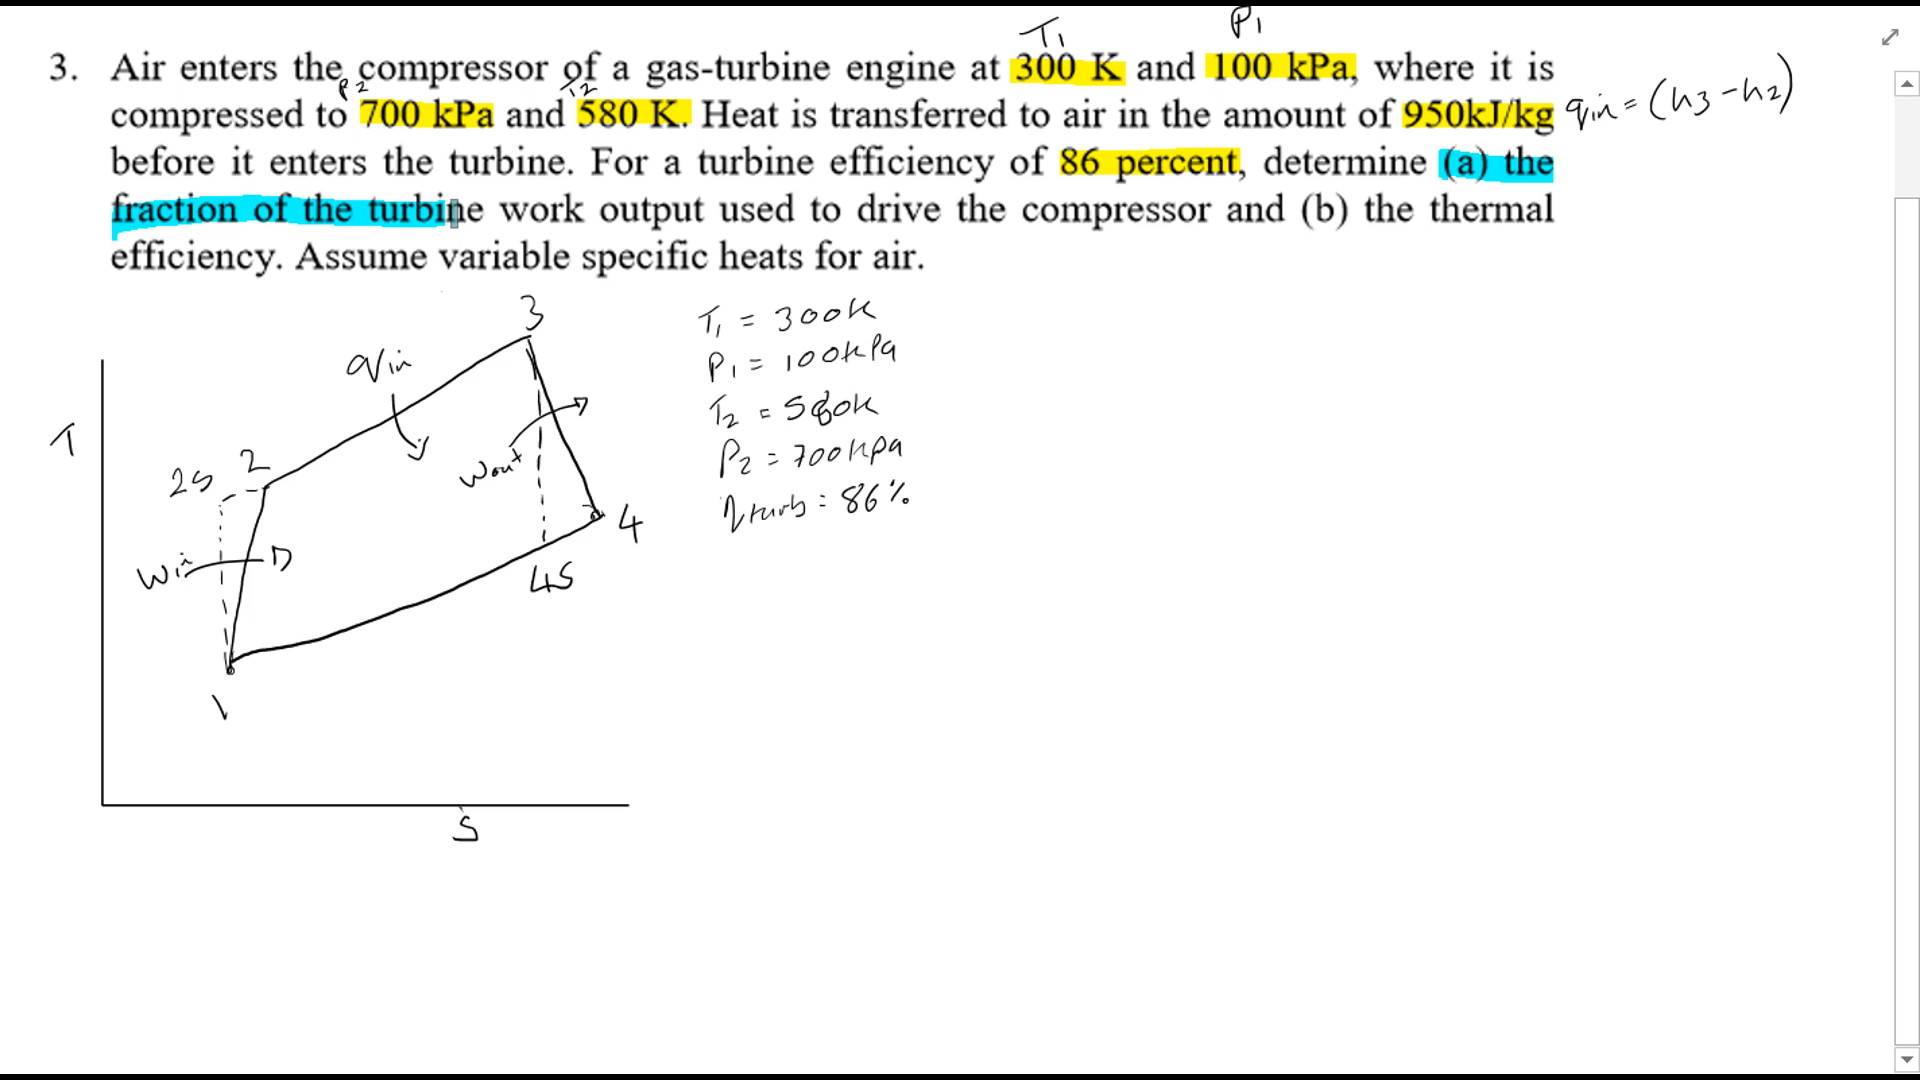 T1 P1
3. Air enters the compressor of a gas-turbine engine at 300 K and 100 kPa, where it is
P2 T2
compressed to 700 kPa and 580 K. Heat is transferred to air in the amount of 950kJ/kg qin = (h3 - h2)
before it enters the turbine. For a turbine efficiency of 86 percent, determine (a) the
fraction of the turbine work output used to drive the compressor and (b) the thermal
efficiency. Assume variable specific heats for air.
3
T1 = 300K
qin
P1 = 100kPa
T2 = 580K
T
2s 2
Wout
P2 = 700kPa
ηturb = 86%
4
Win
4s
1
S